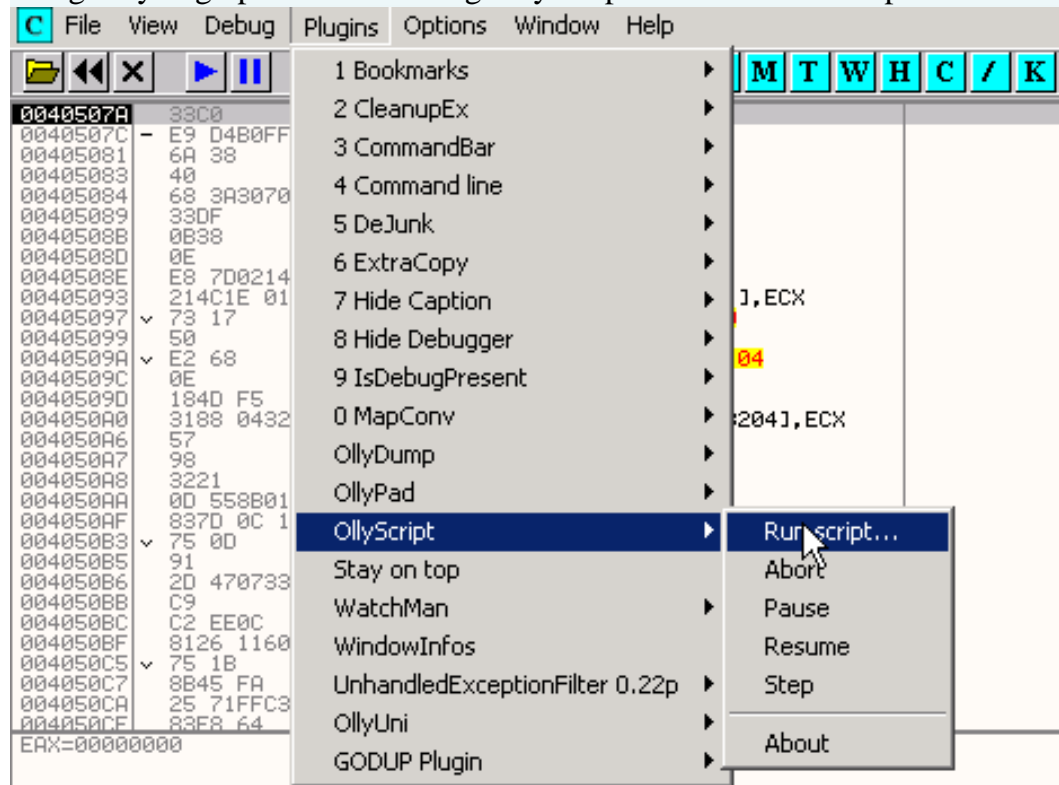 C File View Debug Plugins Options Window Help
M T W H C / K
0040507A 33C0
0040507C - E9 D4B0FF
00405081 6A 38
00405083 40
00405084 68 3A3070
00405089 33DF
0040508B 0B38
0040508D 0E
0040508E E8 7D0214
00405093 214C1E 01 ],ECX
00405097 73 17
00405099 50
0040509A E2 68 04
0040509C 0E
0040509D 184D F5
004050A0 3188 0432 :204],ECX
004050A6 57
004050A7 98
004050A8 3221
004050AA 0D 558B01
004050AF 837D 0C 1
004050B3 75 0D
004050B5 91
004050B6 2D 470733
004050BB C9
004050BC C2 EE0C
004050BF 8126 1160
004050C5 75 1B
004050C7 8B45 FA
004050CA 25 71FFC3
004050CF 83F8 64
EAX=00000000
1 Bookmarks
2 CleanupEx
3 CommandBar
4 Command line
5 DeJunk
6 ExtraCopy
7 Hide Caption
8 Hide Debugger
9 IsDebugPresent
0 MapConv
OllyDump
OllyPad
OllyScript
Stay on top
WatchMan
WindowInfos
UnhandledExceptionFilter 0.22p
OllyUni
GODUP Plugin
Run script...
Abort
Pause
Resume
Step
About